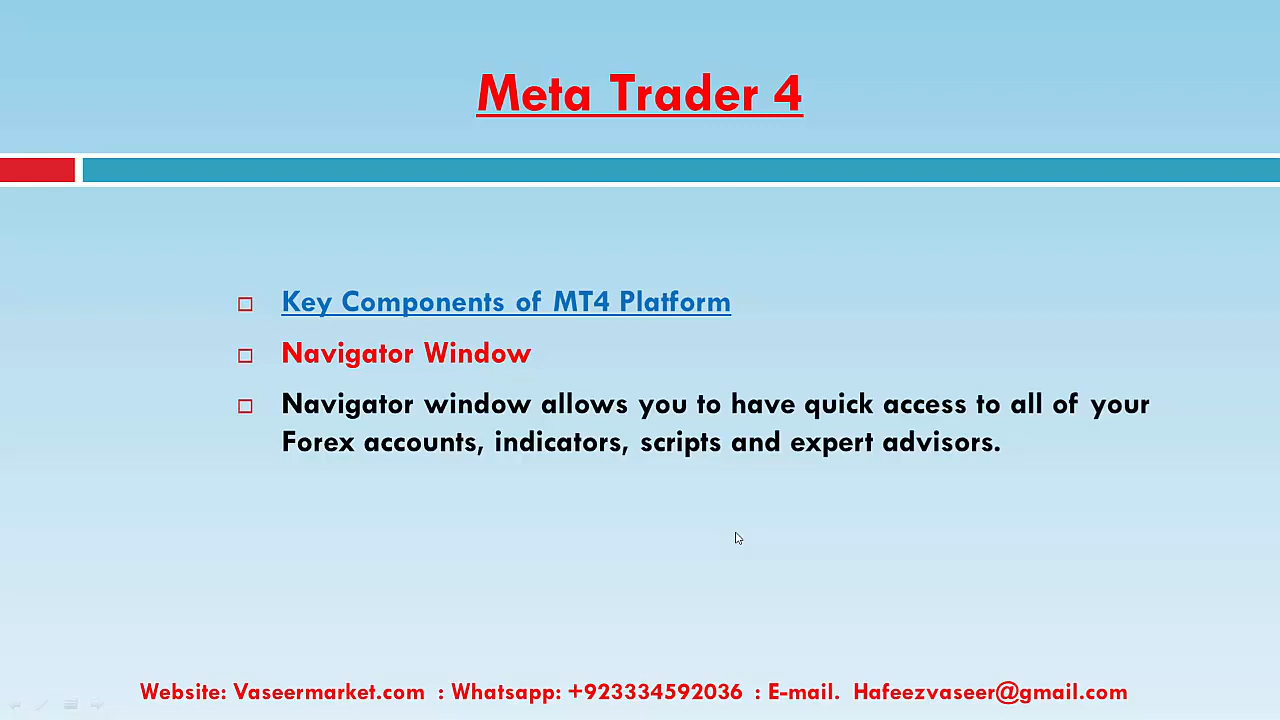 Meta Trader 4
Key Components of MT4 Platform
Navigator Window
Navigator window allows you to have quick access to all of your
Forex accounts, indicators, scripts and expert advisors.
Website: Vaseermarket.com : Whatsapp: +923334592036 : E-mail. Hafeezvaseer@gmail.com